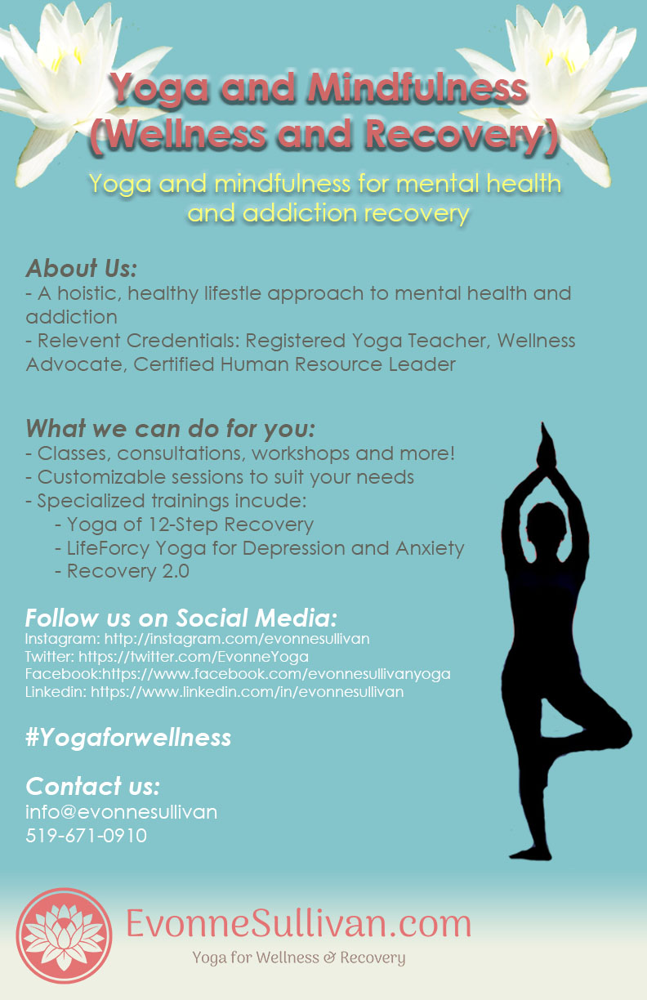 Yoga and Mindfulness
(Wellness and Recovery)
Yoga and mindfulness for mental health
and addiction recovery
About Us:
- A hoistic, healthy lifestle approach to mental health and
addiction
- Relevent Credentials: Registered Yoga Teacher, Wellness
Advocate, Certified Human Resource Leader
What we can do for you:
- Classes, consultations, workshops and more!
- Customizable sessions to suit your needs
- Specialized trainings incude:
- Yoga of 12-Step Recovery
- LifeForcy Yoga for Depression and Anxiety
- Recovery 2.0
Follow us on Social Media:
Instagram: http://instagram.com/evonnesullivan
Twitter: https://twitter.com/EvonneYoga
Facebook:https://www.facebook.com/evonnesullivanyoga
Linkedin: https://www.linkedin.com/in/evonnesullivan
#Yogaforwellness
Contact us:
info@evonnesullivan
519-671-0910
EvonneSullivan.com
Yoga for Wellness & Recovery